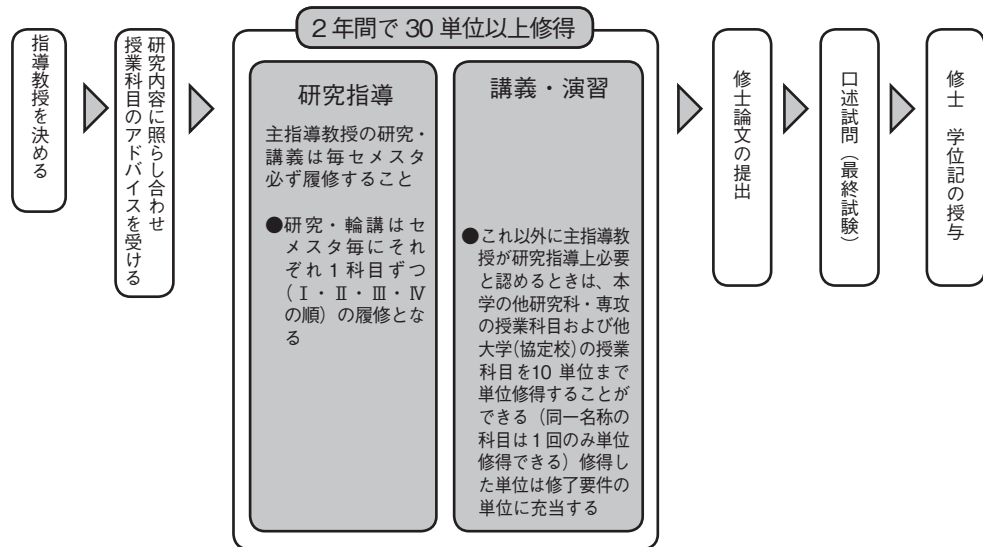 指導教授を決める
研究内容に照らし合わせ
授業科目のアドバイスを受ける
2年間で30単位以上修得
研究指導
主指導教授の研究・
講義は毎セメスタ
必ず履修すること
●研究・輪講はセ
メスタ毎にそれ
ぞれ1科目ずつ
(Ⅰ・Ⅱ・Ⅲ・Ⅳ
の順)の履修とな
る
講義・演習
●これ以外に主指導教
授が研究指導上必要
と認めるときは、本
学の他研究科・専攻
の授業科目および他
大学(協定校)の授業
科目を10 単位まで
単位修得することが
できる(同一名称の
科目は1回のみ単位
修得できる)修得し
た単位は修了要件の
単位に充当する
修士論文の提出
口述試問(最終試験)
修士 学位記の授与